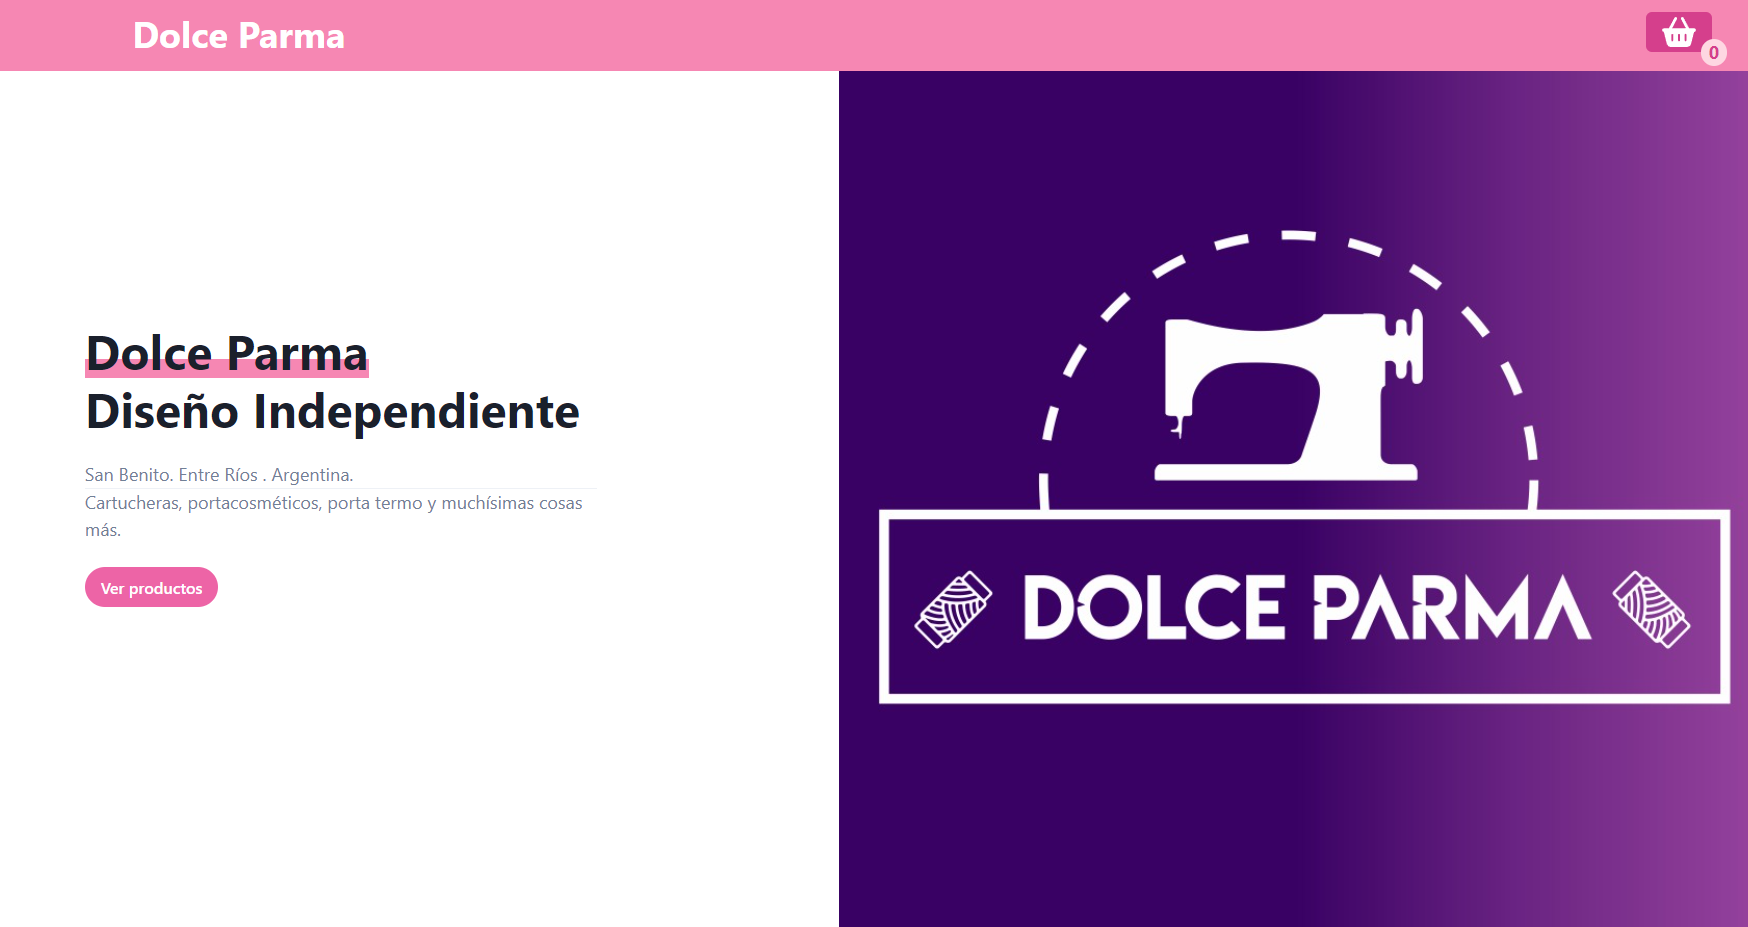 Dolce Parma
0
Dolce Parma
Diseño Independiente
San Benito. Entre Ríos . Argentina.
Cartucheras, portacosméticos, porta termo y muchísimas cosas
más.
Ver productos
DOLCE PARMA